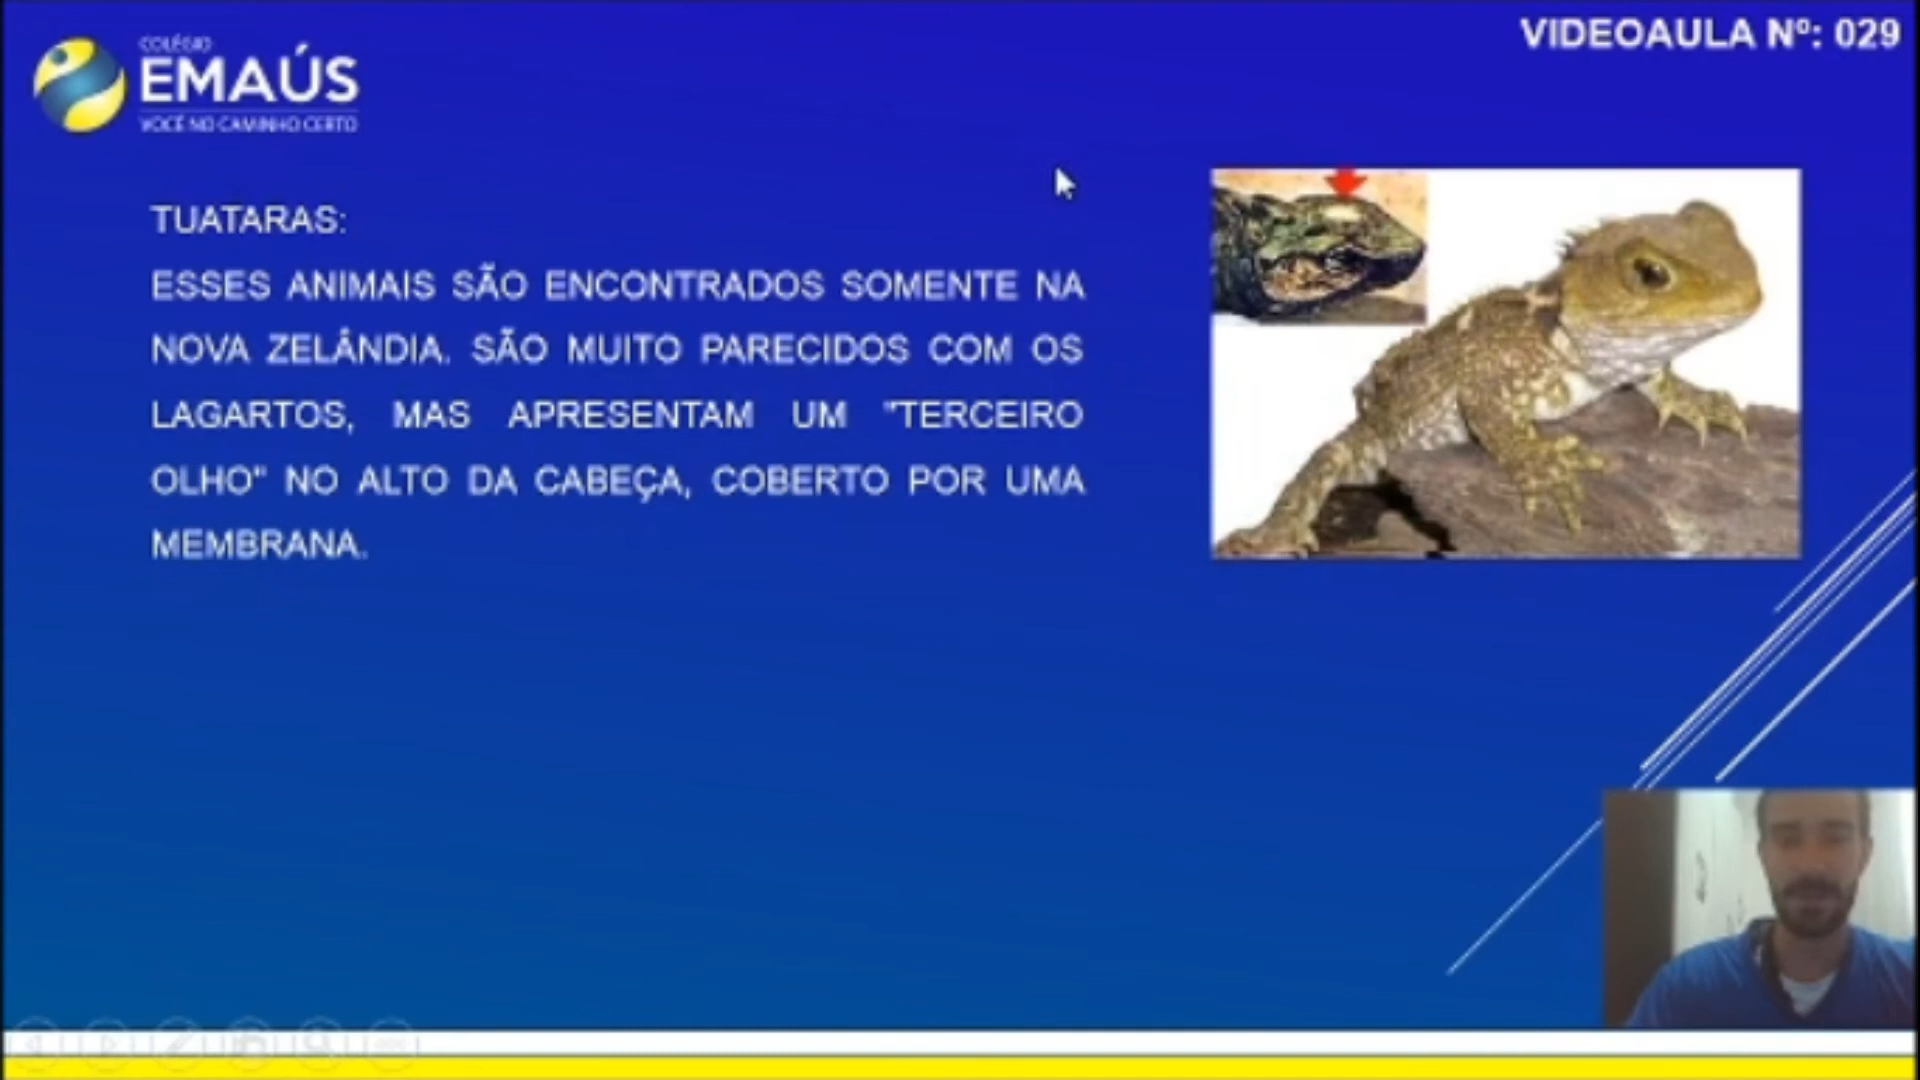 COLÉGIO
EMAÚS
VOCÊ NO CAMINHO CERTO
VIDEOAULA Nº: 029
TUATARAS:
ESSES ANIMAIS SÃO ENCONTRADOS SOMENTE NA
NOVA ZELÂNDIA. SÃO MUITO PARECIDOS COM OS
LAGARTOS, MAS APRESENTAM UM "TERCEIRO
OLHO" NO ALTO DA CABEÇA, COBERTO POR UMA
MEMBRANA.